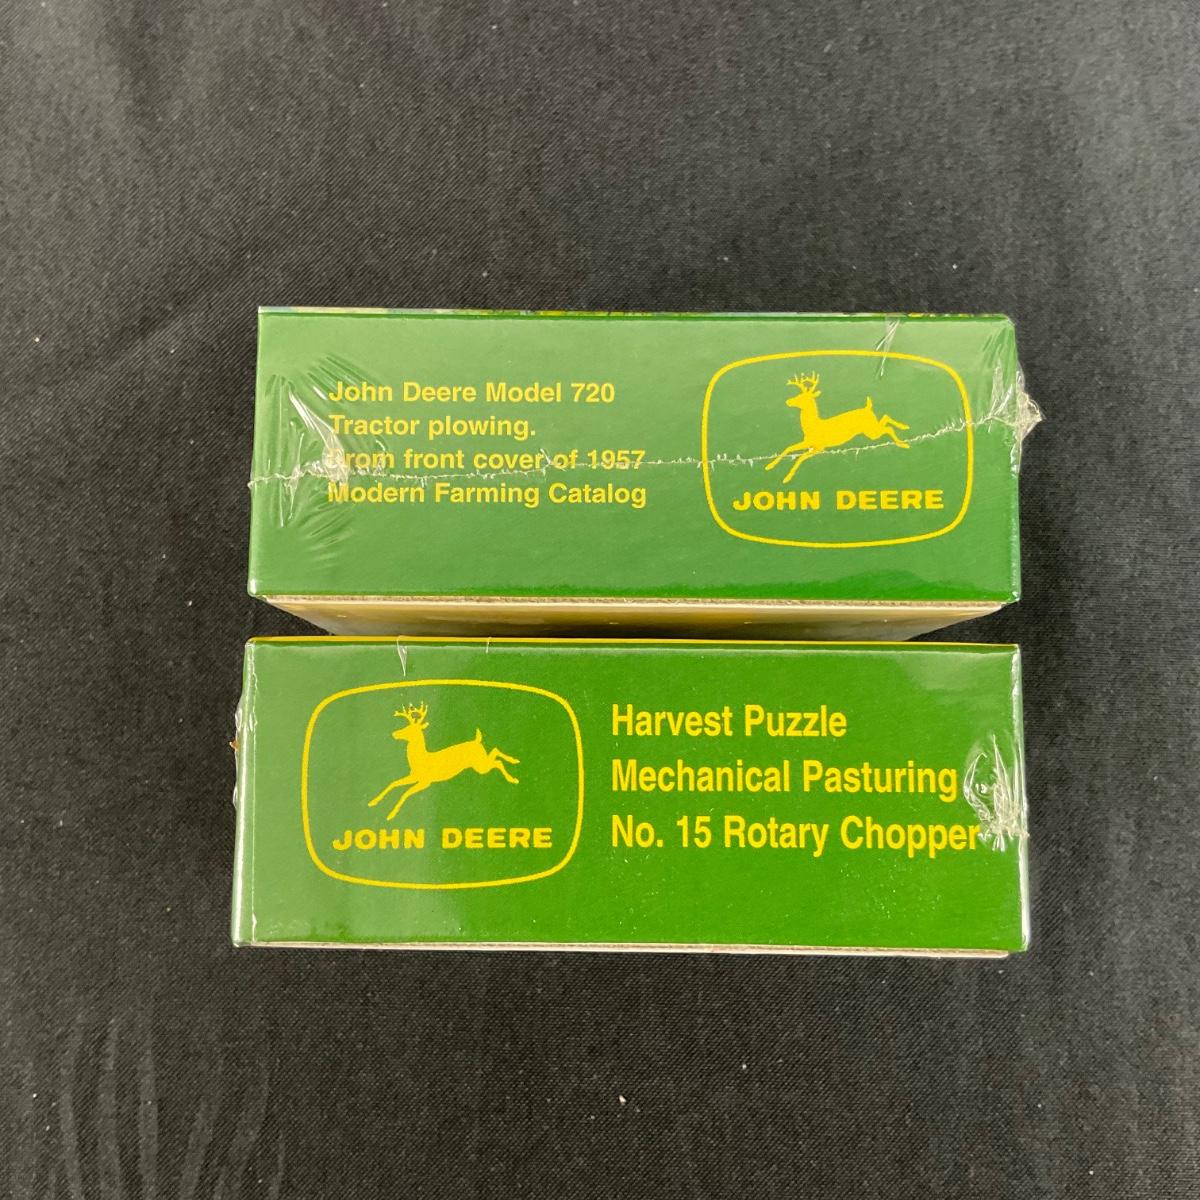 John Deere Model 720
Tractor plowing.
From front cover of 1957
Modern Farming Catalog
JOHN DEERE
JOHN DEERE
Harvest Puzzle
Mechanical Pasturing
No. 15 Rotary Chopper